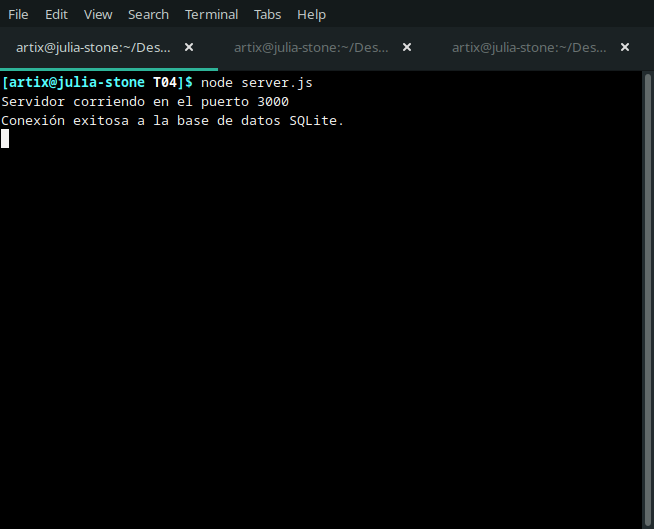 File Edit View Search Terminal Tabs Help
artix@julia-stone:~/Des... × artix@julia-stone:~/Des... × artix@julia-stone:~/Des... ×
[artix@julia-stone T04]$ node server.js
Servidor corriendo en el puerto 3000
Conexión exitosa a la base de datos SQLite.